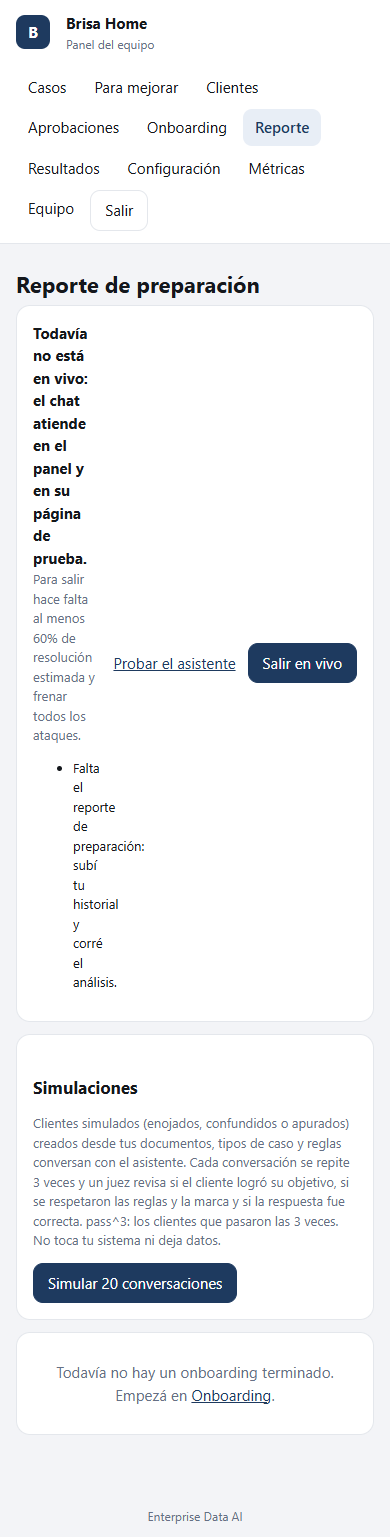 B
Brisa Home
Panel del equipo
Casos Para mejorar Clientes
Aprobaciones Onboarding Reporte
Resultados Configuración Métricas
Equipo Salir
Reporte de preparación
Todavía
no está
en vivo:
el chat
atiende
en el
panel y
en su
página
de
prueba.
Para salir
hace falta
al menos
60% de
resolución
estimada y
frenar
todos los
ataques.
Probar el asistente Salir en vivo
• Falta
el
reporte
de
preparación:
subí
tu
historial
y
corré
el
análisis.
Simulaciones
Clientes simulados (enojados, confundidos o apurados)
creados desde tus documentos, tipos de caso y reglas
conversan con el asistente. Cada conversación se repite
3 veces y un juez revisa si el cliente logró su objetivo, si
se respetaron las reglas y la marca y si la respuesta fue
correcta. pass^3: los clientes que pasaron las 3 veces.
No toca tu sistema ni deja datos.
Simular 20 conversaciones
Todavía no hay un onboarding terminado.
Empezá en Onboarding.
Enterprise Data AI